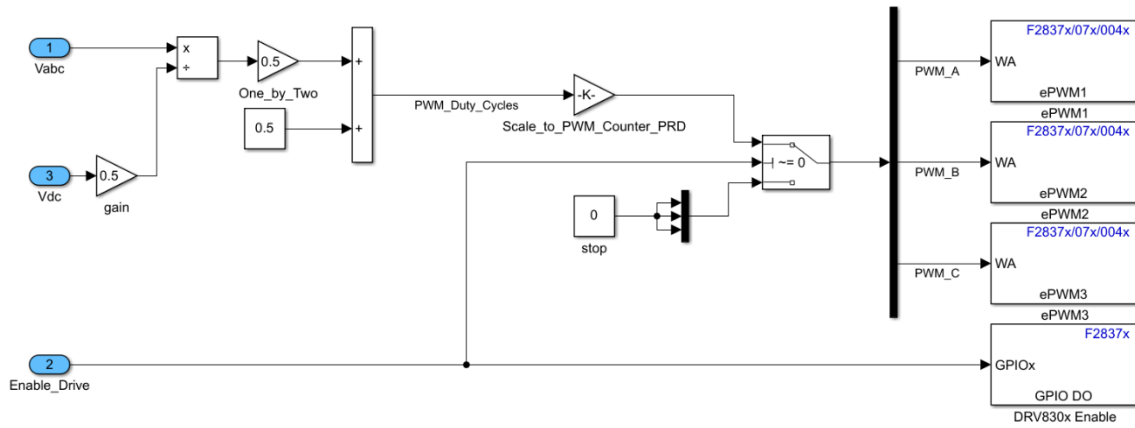 1
Vabc
x
÷
0.5
One_by_Two
0.5
+
+
PWM_Duty_Cycles
-K-
Scale_to_PWM_Counter_PRD
3
Vdc
0.5
gain
~= 0
0
stop
2
Enable_Drive
PWM_A
F2837x/07x/004x
WA
ePWM1
ePWM1
PWM_B
F2837x/07x/004x
WA
ePWM2
ePWM2
PWM_C
F2837x/07x/004x
WA
ePWM3
ePWM3
F2837x
GPIOx
GPIO DO
DRV830x Enable